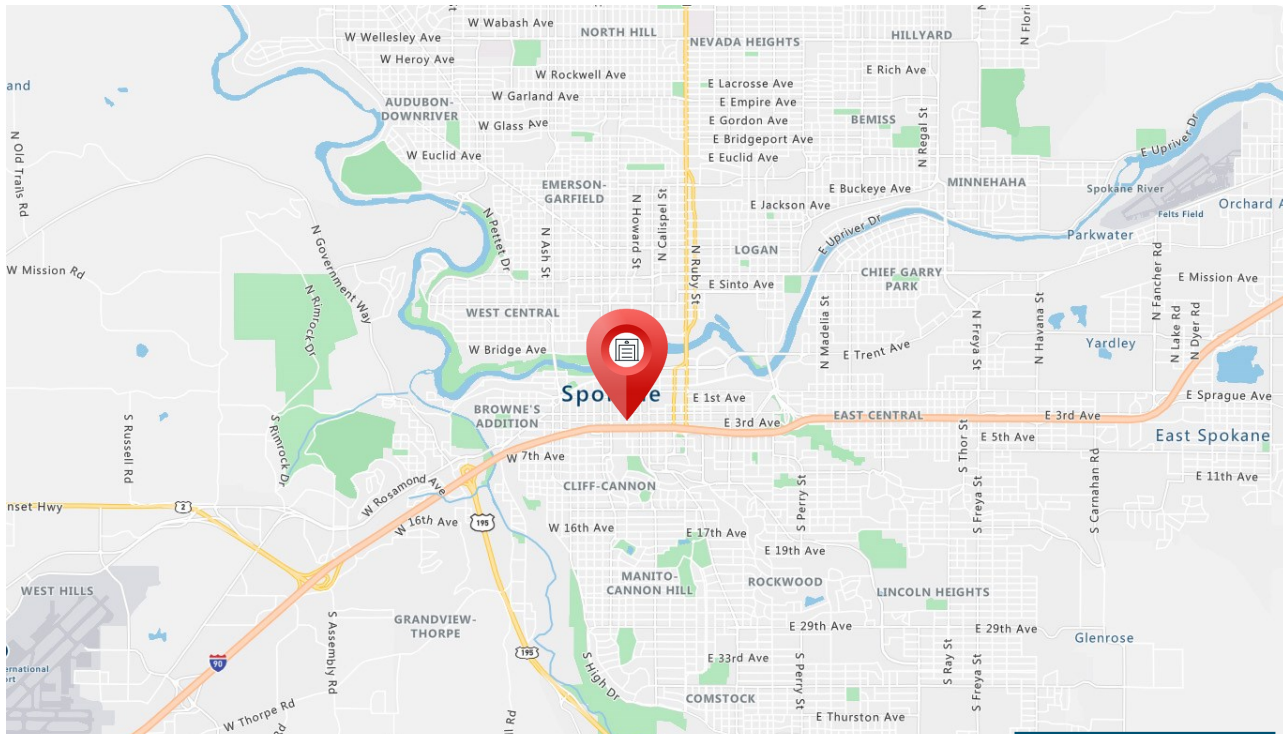 W Wabash Ave
NORTH HILL
W Wellesley Ave
NEVADA HEIGHTS
HILLYARD
N Flori
W Heroy Ave
W Rockwell Ave
E Rich Ave
E Lacrosse Ave
and
W Garland Ave
AUDUBON-
DOWNRIVER
E Empire Ave
W Glass Ave
E Gordon Ave
BEMISS
N Regal St
E Bridgeport Ave
E Upriver Dr
N Old Trails Rd
W Euclid Ave
E Euclid Ave
EMERSON-
GARFIELD
E Buckeye Ave
MINNEHAHA
Spokane River
E Jackson Ave
Orchard A
Felts Field
N Pettet Dr
N Ash St
N Howard St
N Calispel St
N Ruby St
LOGAN
E Upriver Dr
Parkwater
N Government Way
W Mission Rd
CHIEF GARRY
PARK
N Fancher Rd
E Mission Ave
E Sinto Ave
N Rimrock Dr
WEST CENTRAL
N Madelia St
N Freya St
N Havana St
N Lake Rd
N Dyer Rd
W Bridge Ave
E Trent Ave
Yardley
Spo
ne
E 1st Ave
E Sprague Ave
BROWNE'S
ADDITION
E 3rd Ave
EAST CENTRAL
E 3rd Ave
S Russell Rd
S Rimrock Dr
E 5th Ave
East Spokane
W 7th Ave
S Thor St
S Carnahan Rd
E 11th Ave
W Rosamond Ave
CLIFF-CANNON
S Perry St
S Freya St
nset Hwy
2
W 16th Ave
195
W 16th Ave
E 17th Ave
E 19th Ave
WEST HILLS
MANITO-
CANNON HILL
ROCKWOOD
LINCOLN HEIGHTS
GRANDVIEW-
THORPE
S Assembly Rd
E 29th Ave
E 29th Ave
Glenrose
195
90
ernational
ort
S High Dr
E 33rd Ave
S Perry St
S Ray St
S Freya St
COMSTOCK
W Thorpe Rd
ll Rd
E Thurston Ave